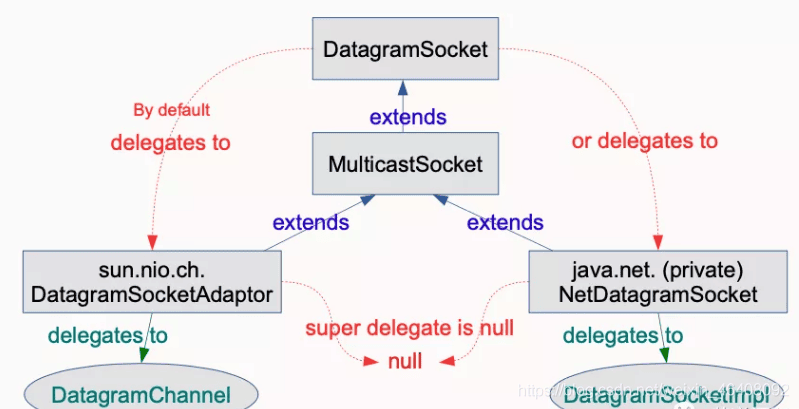 DatagramSocket
By default
delegates to
extends
or delegates to
MulticastSocket
extends
extends
sun.nio.ch.
DatagramSocketAdaptor
java.net. (private)
NetDatagramSocket
super delegate is null
null
delegates to
delegates to
DatagramChannel
DatagramSocketImpl